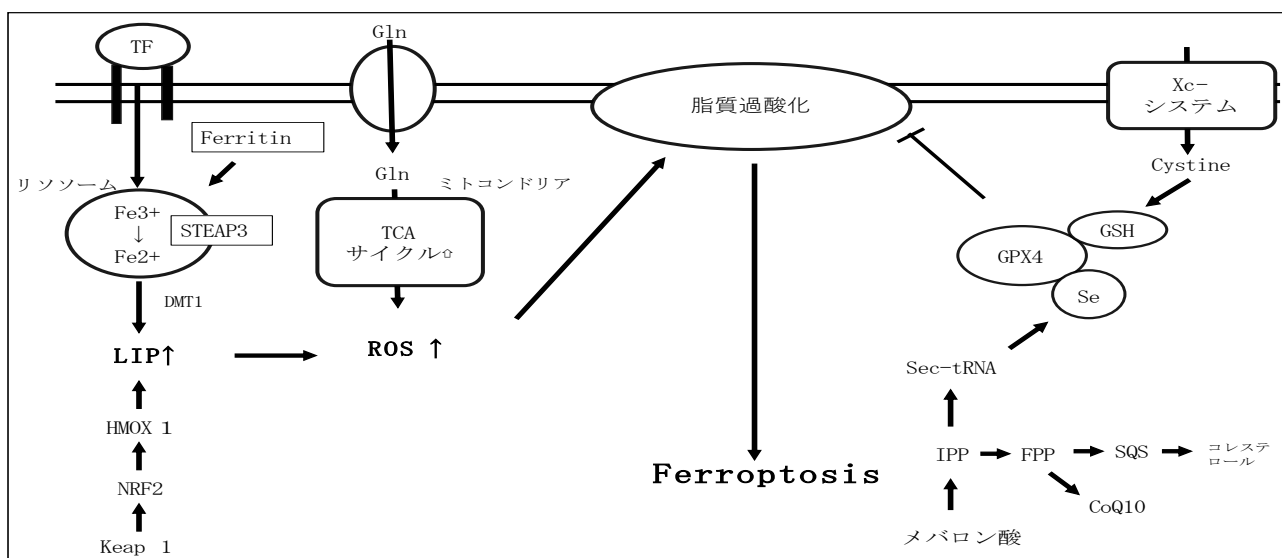 TF
Gln
脂質過酸化
Xc-
システム
Ferritin
リソソーム
Fe3+
↓
Fe2+
STEAP3
Gln
ミトコンドリア
TCA
サイクル⇧
Cystine
GSH
GPX4
Se
DMT1
LIP↑
ROS ↑
Sec-tRNA
HMOX 1
NRF2
Keap 1
Ferroptosis
IPP
FPP
SQS
コレステ
ロール
CoQ10
メバロン酸